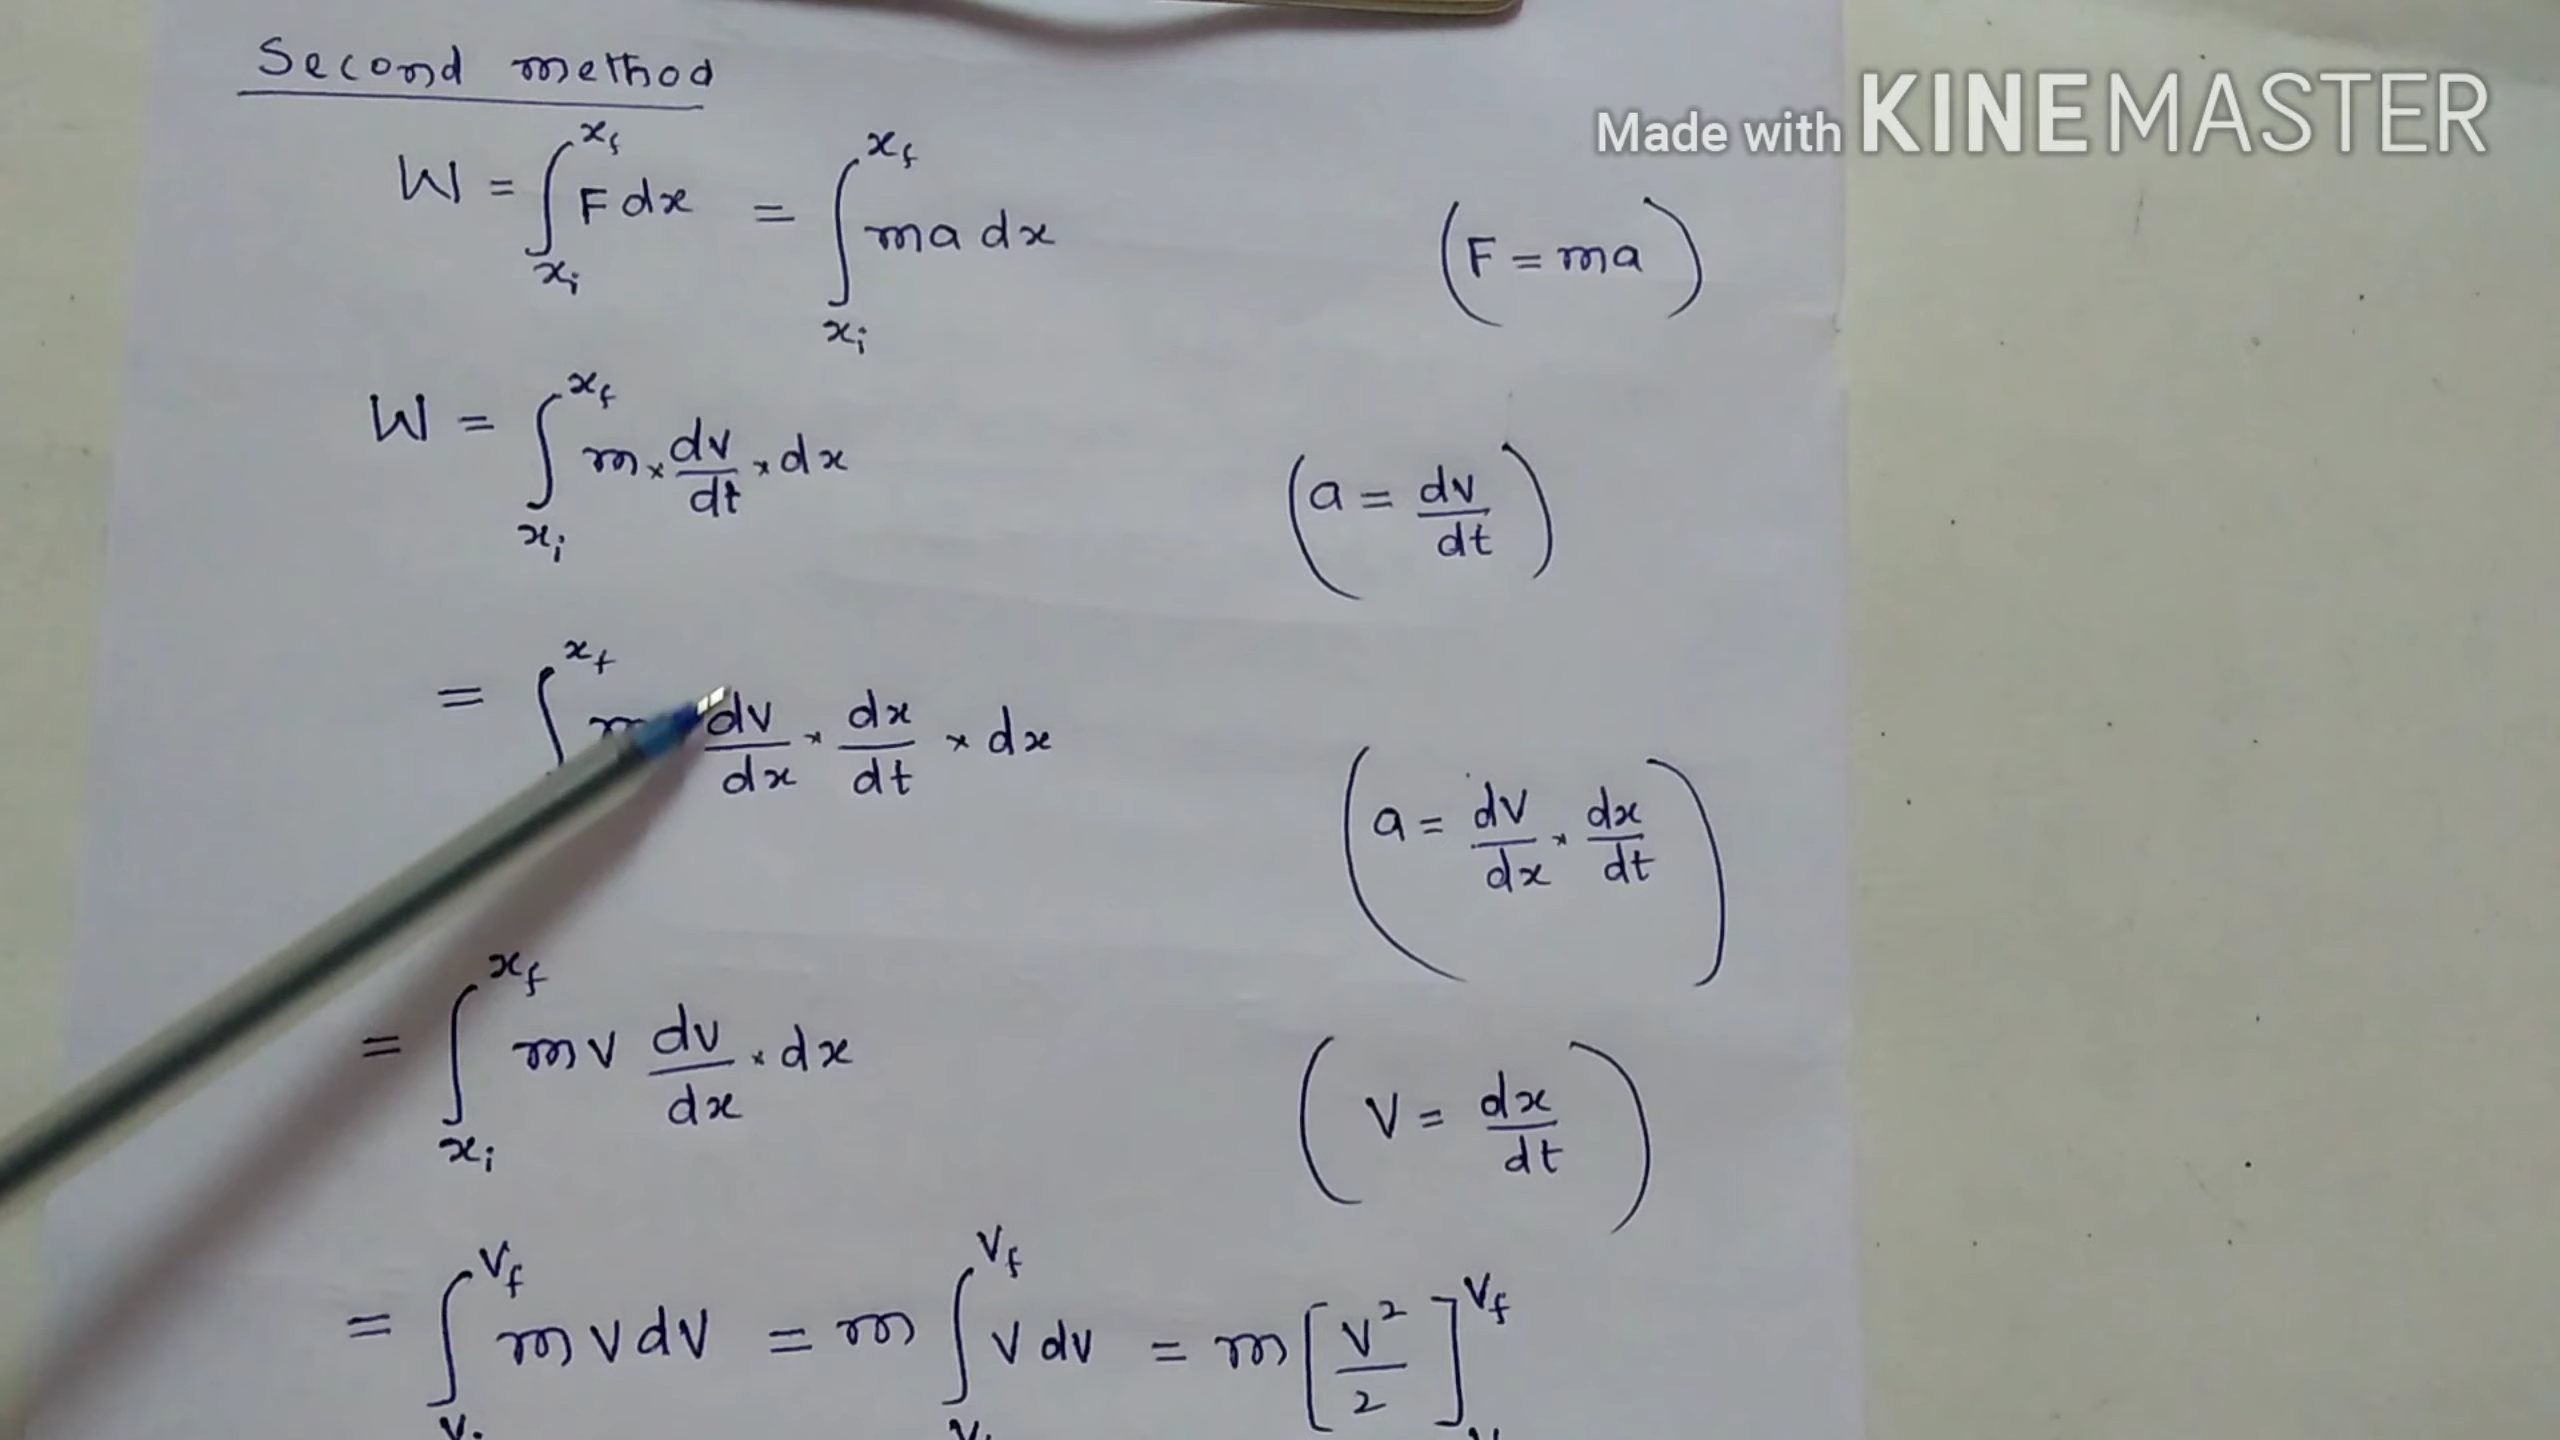 Second method
Made with KINEMASTER
W = ∫_{xi}^{xf} F dx = ∫_{xi}^{xf} ma dx (F = ma)
W = ∫_{xi}^{xf} m × dv/dt × dx (a = dv/dt)
= ∫^{xf} m dv/dx × dx/dt × dx (a = dv/dx × dx/dt)
= ∫_{xi}^{xf} mv dv/dx × dx (v = dx/dt)
= ∫^{vf} mv dv = m ∫^{vf} v dv = m [v²/2]^{vf}